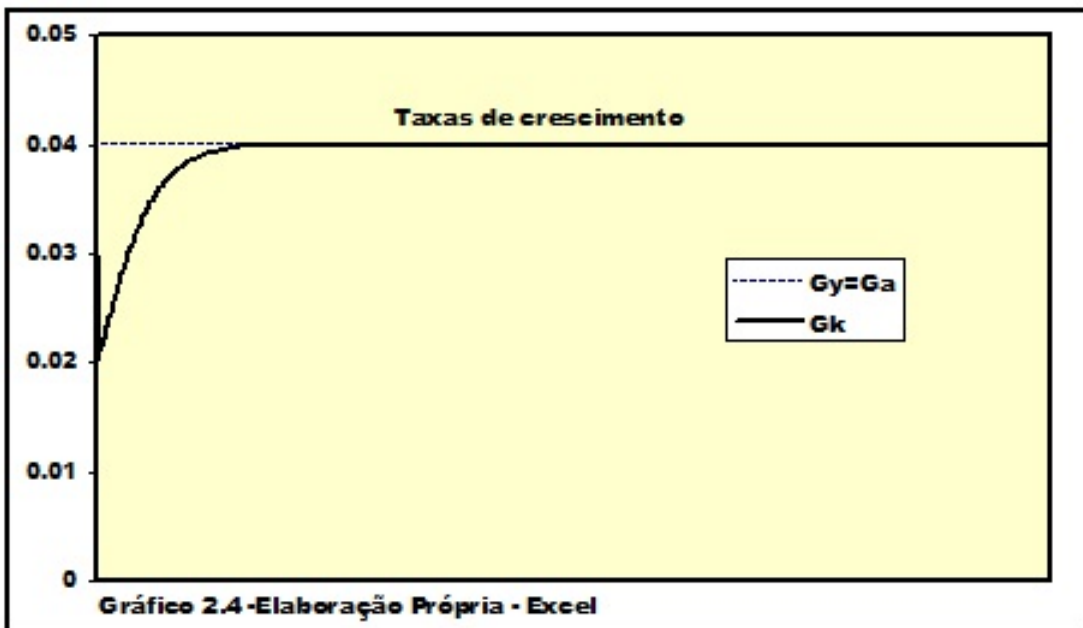 0.05
Taxas de crescimento
0.04
0.03
Gy=Ga
Gk
0.02
0.01
0
Gráfico 2.4-Elaboração Própria - Excel